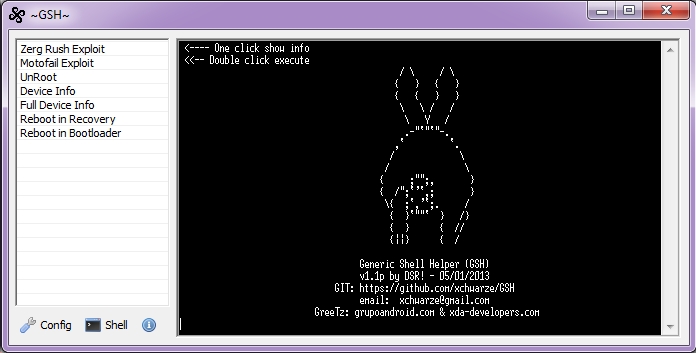 ~GSH~
Zerg Rush Exploit
Motofail Exploit
UnRoot
Device Info
Full Device Info
Reboot in Recovery
Reboot in Bootloader
Config
Shell
<---- One click show info
<<-- Double click execute
Generic Shell Helper (GSH)
v1.1p by DSR! - 05/01/2013
GIT: https://github.com/xchwarze/GSH
email:  xchwarze@gmail.com
GreeTz: grupoandroid.com & xda-developers.com